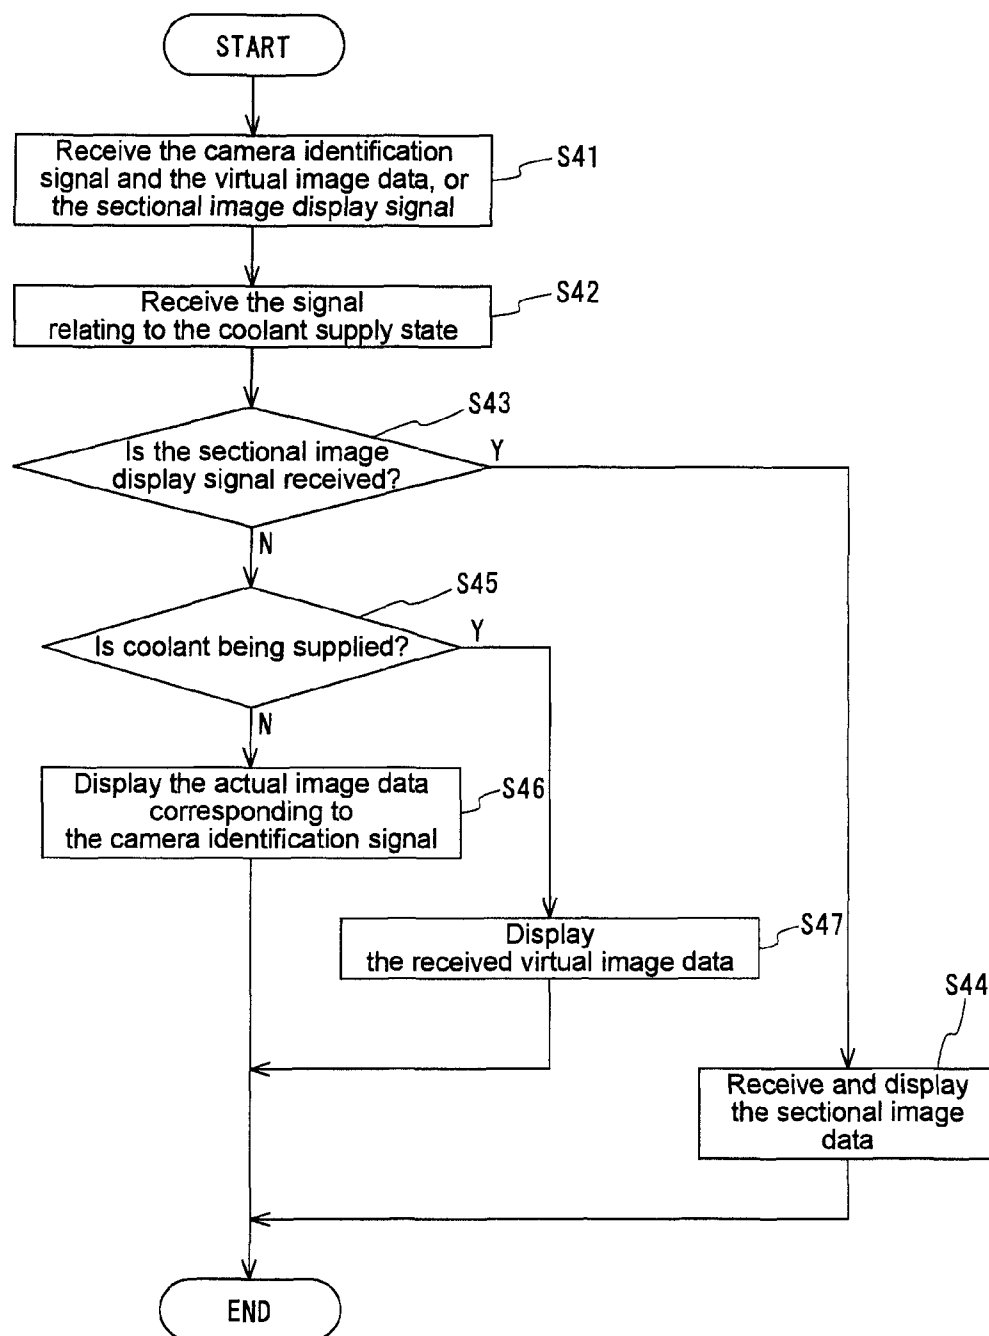 START
Receive the camera identification
signal and the virtual image data, or
the sectional image display signal
S41
Receive the signal
relating to the coolant supply state
S42
S43
Is the sectional image
display signal received?
Y
N
S45
Is coolant being supplied?
Y
N
Display the actual image data
corresponding to
the camera identification signal
S46
Display
the received virtual image data
S47
S44
Receive and display
the sectional image
data
END